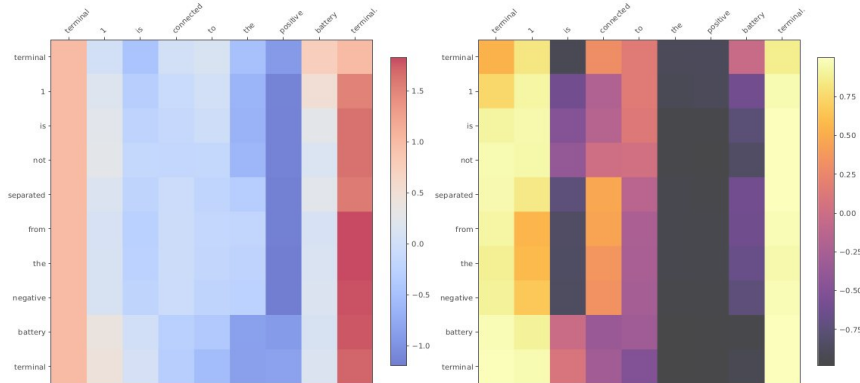 terminal 1 is connected to the positive battery terminal. terminal 1 is connected to the positive battery terminal.
terminal
1
is
not
separated
from
the
negative
battery
terminal
1.5
1.0
0.5
0.0
−0.5
−1.0
terminal
1
is
not
separated
from
the
negative
battery
terminal
0.75
0.50
0.25
0.00
−0.25
−0.50
−0.75